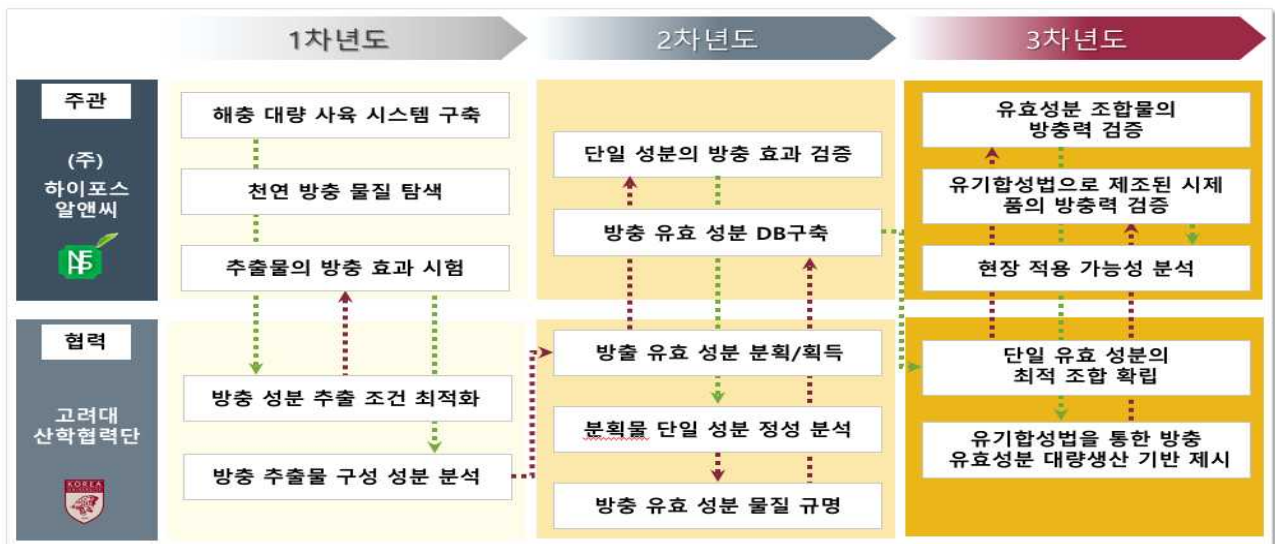 1차년도
2차년도
3차년도
주관
(주)
하이포스
알앤씨
해충 대량 사육 시스템 구축
천연 방충 물질 탐색
추출물의 방충 효과 시험
단일 성분의 방충 효과 검증
방충 유효 성분 DB구축
유효성분 조합물의
방충력 검증
유기합성법으로 제조된 시제
품의 방충력 검증
현장 적용 가능성 분석
협력
고려대
산학협력단
KOREA
방충 성분 추출 조건 최적화
방충 추출물 구성 성분 분석
방출 유효 성분 분획/획득
분획물 단일 성분 정성 분석
방충 유효 성분 물질 규명
단일 유효 성분의
최적 조합 확립
유기합성법을 통한 방충
유효성분 대량생산 기반 제시